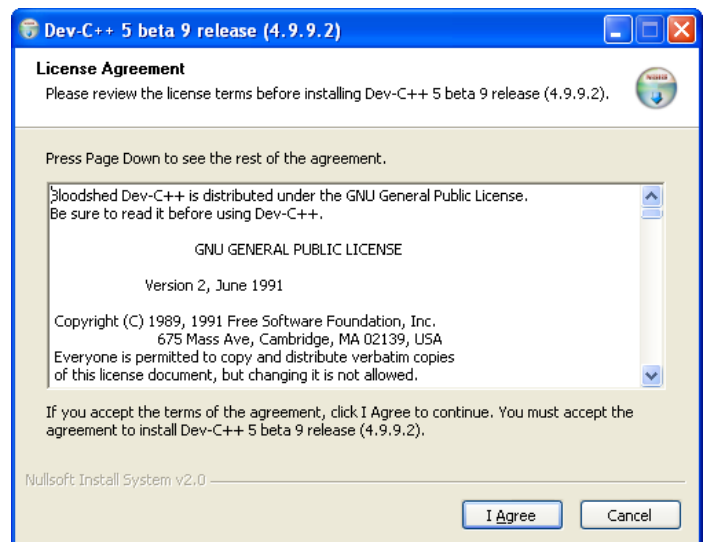 Dev-C++ 5 beta 9 release (4.9.9.2)
License Agreement
Please review the license terms before installing Dev-C++ 5 beta 9 release (4.9.9.2).
Press Page Down to see the rest of the agreement.
Bloodshed Dev-C++ is distributed under the GNU General Public License.
Be sure to read it before using Dev-C++.
GNU GENERAL PUBLIC LICENSE
Version 2, June 1991
Copyright (C) 1989, 1991 Free Software Foundation, Inc.
675 Mass Ave, Cambridge, MA 02139, USA
Everyone is permitted to copy and distribute verbatim copies
of this license document, but changing it is not allowed.
If you accept the terms of the agreement, click I Agree to continue. You must accept the
agreement to install Dev-C++ 5 beta 9 release (4.9.9.2).
Nullsoft Install System v2.0
I Agree
Cancel